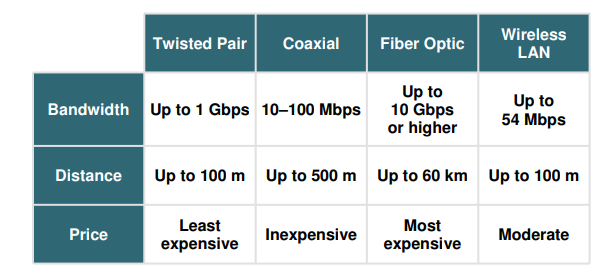 Twisted Pair Coaxial Fiber Optic Wireless LAN
Bandwidth Up to 1 Gbps 10–100 Mbps Up to 10 Gbps or higher Up to 54 Mbps
Distance Up to 100 m Up to 500 m Up to 60 km Up to 100 m
Price Least expensive Inexpensive Most expensive Moderate